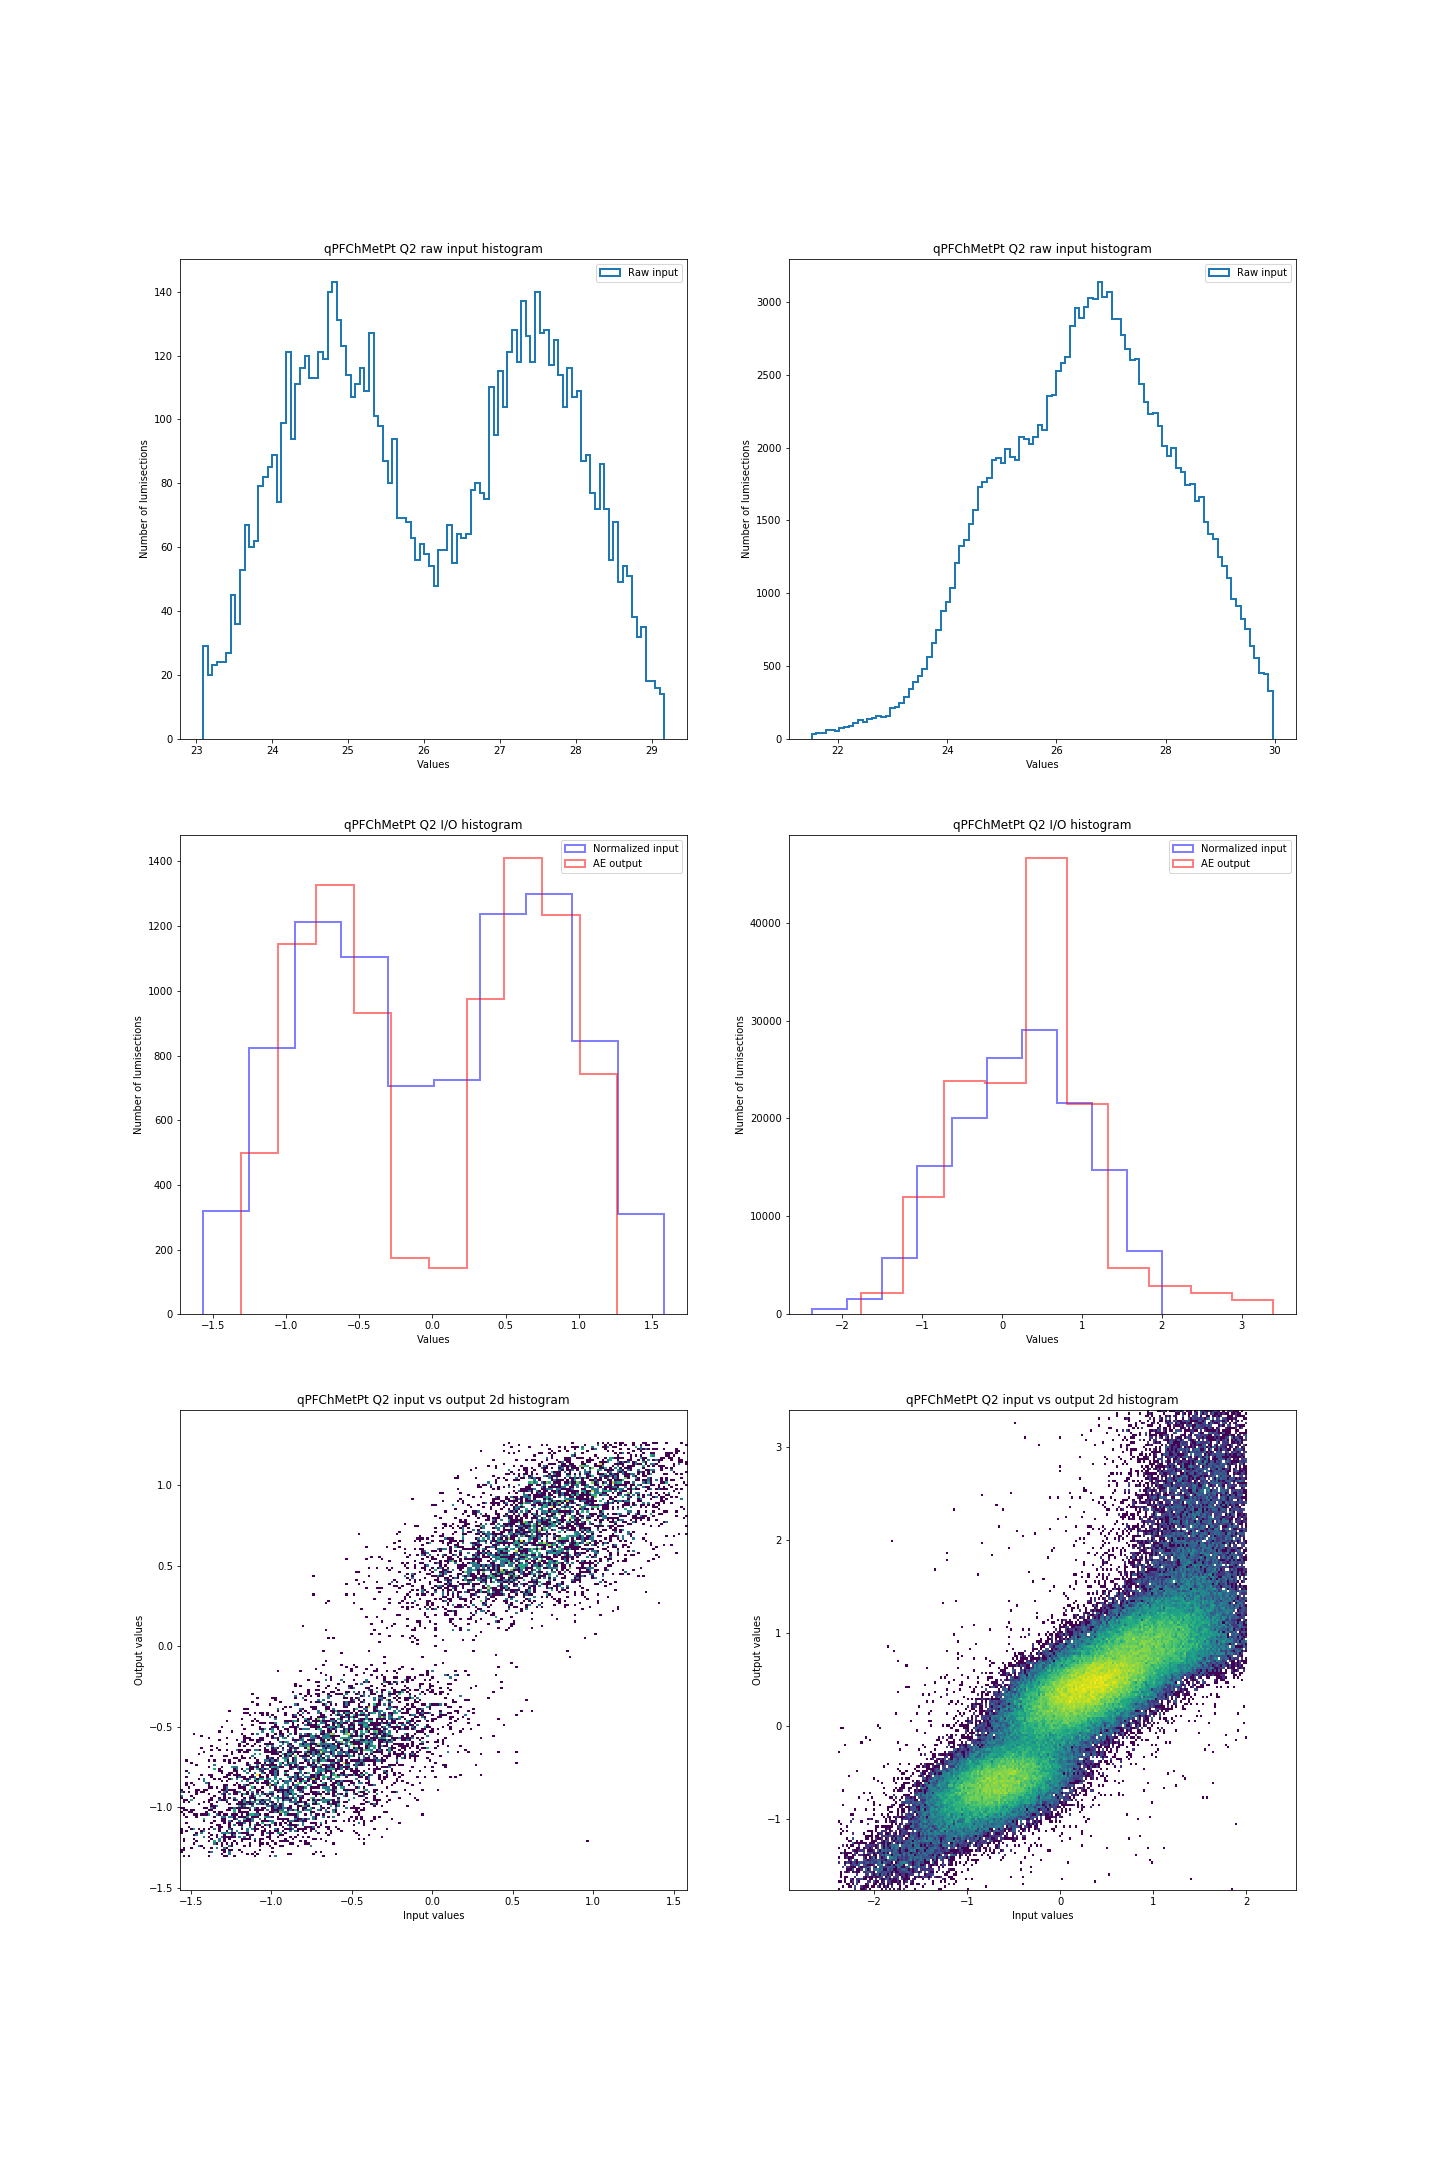 qPFChMetPt Q2 raw input histogram
Raw input
140
120
100
80
60
40
20
0
Number of lumisections
23 24 25 26 27 28 29
Values
qPFChMetPt Q2 raw input histogram
Raw input
3000
2500
2000
1500
1000
500
0
Number of lumisections
22 24 26 28 30
Values
qPFChMetPt Q2 I/O histogram
Normalized input
AE output
1400
1200
1000
800
600
400
200
0
Number of lumisections
−1.5 −1.0 −0.5 0.0 0.5 1.0 1.5
Values
qPFChMetPt Q2 I/O histogram
Normalized input
AE output
40000
30000
20000
10000
0
Number of lumisections
−2 −1 0 1 2 3
Values
qPFChMetPt Q2 input vs output 2d histogram
1.0
0.5
0.0
−0.5
−1.0
−1.5
Output values
−1.5 −1.0 −0.5 0.0 0.5 1.0 1.5
Input values
qPFChMetPt Q2 input vs output 2d histogram
3
2
1
0
−1
Output values
−2 −1 0 1 2
Input values